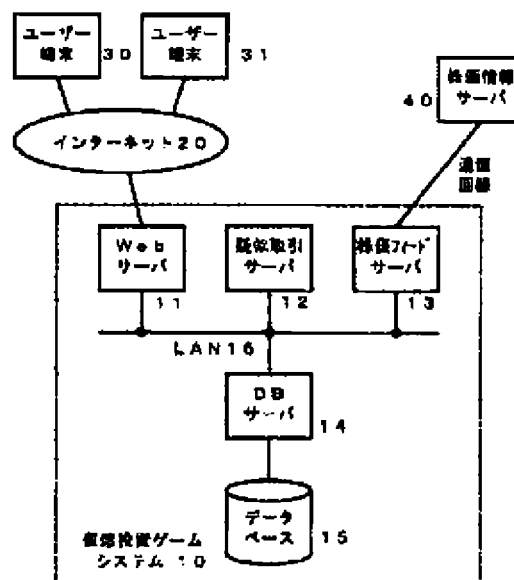 ユーザー
端末
30
ユーザー
端末
31
株価情報
サーバ
40
インターネット20
通信
回線
Web
サーバ
11
疑似取引
サーバ
12
株価フィード
サーバ
13
LAN16
DB
サーバ
14
データ
ベース
15
仮想投資ゲーム
システム 10